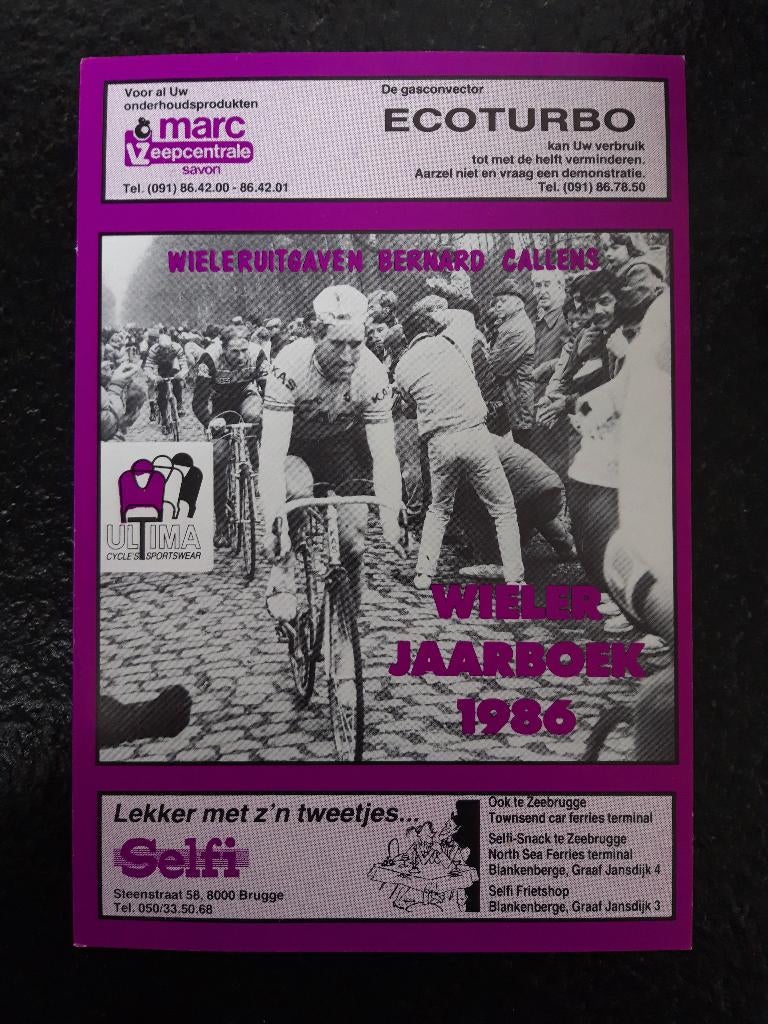 Voor al Uw
onderhoudsprodukten
marc
Zeepcentrale
savon
Tel. (091) 86.42.00 - 86.42.01
De gasconvector
ECOTURBO
kan Uw verbruik
tot met de helft verminderen.
Aarzel niet en vraag een demonstratie.
Tel. (091) 86.78.50
WIELERUITGAVEN BERNARD CALLENS
KAS
KAS
ULTIMA
CYCLE'S SPORTSWEAR
WIELER
JAARBOEK
1986
Lekker met z'n tweetjes...
Selfi
Steenstraat 58, 8000 Brugge
Tel. 050/33.50.68
Ook te Zeebrugge
Townsend car ferries terminal
Selfi-Snack te Zeebrugge
North Sea Ferries terminal
Blankenberge, Graaf Jansdijk 4
Selfi Frietshop
Blankenberge, Graaf Jansdijk 3